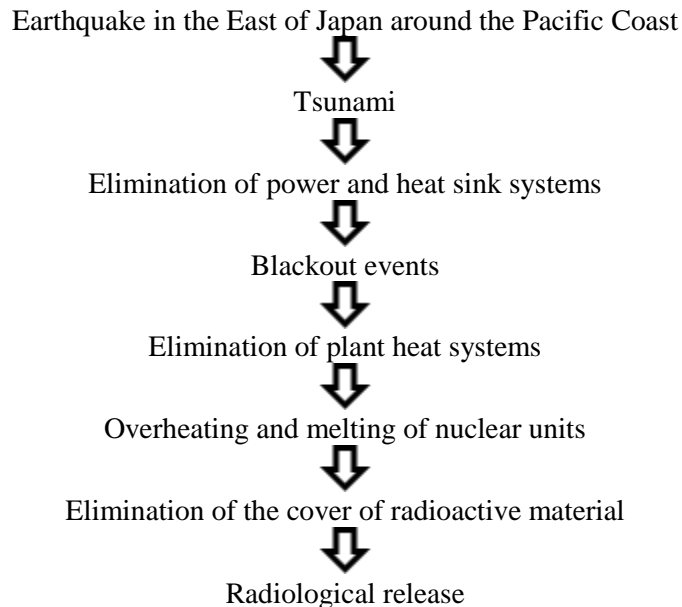 Earthquake in the East of Japan around the Pacific Coast
Tsunami
Elimination of power and heat sink systems
Blackout events
Elimination of plant heat systems
Overheating and melting of nuclear units
Elimination of the cover of radioactive material
Radiological release